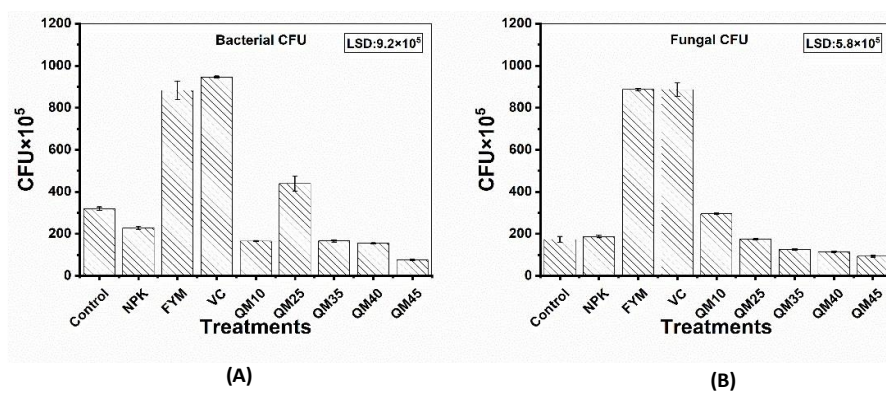 Bacterial CFU
LSD:9.2×10⁵
CFU×10⁵
1200
1000
800
600
400
200
0
Control
NPK
FYM
VC
QM10
QM25
QM35
QM40
QM45
Treatments
(A)
Fungal CFU
LSD:5.8×10⁵
CFU×10⁵
1200
1000
800
600
400
200
0
Control
NPK
FYM
VC
QM10
QM25
QM35
QM40
QM45
Treatments
(B)